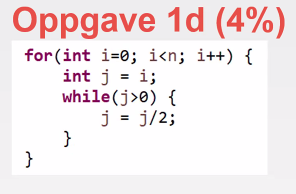 Oppgave 1d (4%)
for(int i=0; i<n; i++) {
    int j = i;
    while(j>0) {
        j = j/2;
    }
}